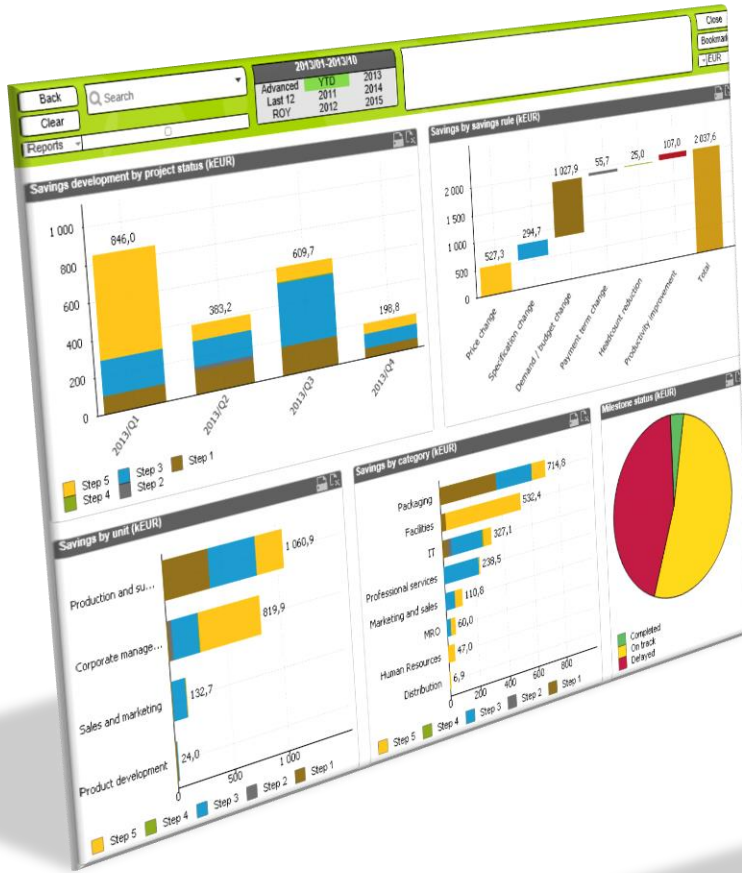 Back
Search
Clear
Reports
2013/01-2013/10
Advanced YTD 2013
Last 12 2011 2014
ROY 2012 2015
Close
Bookmark
EUR
Savings development by project status (kEUR)
1 000
800
600
400
200
0
846,0
383,2
609,7
198,8
2013/Q1
2013/Q2
2013/Q3
2013/Q4
Step 5
Step 3
Step 1
Step 4
Step 2
Savings by savings rule (kEUR)
2 000
1 500
1 000
500
0
527,3
294,7
1 027,9
55,7
25,0
107,0
2 037,6
Price change
Specification change
Demand / budget change
Payment term change
Headcount reduction
Productivity improvement
Total
Savings by unit (kEUR)
Production and su...
1 060,9
Corporate manage...
819,9
Sales and marketing
132,7
Product development
24,0
0
500
1 000
Step 5
Step 4
Step 3
Step 2
Step 1
Savings by category (kEUR)
Packaging
714,8
Facilities
532,4
IT
327,1
Professional services
238,5
Marketing and sales
110,8
MRO
60,0
Human Resources
47,0
Distribution
6,9
0
200
400
600
800
Step 5
Step 4
Step 3
Step 2
Step 1
Milestone status (kEUR)
Completed
On track
Delayed